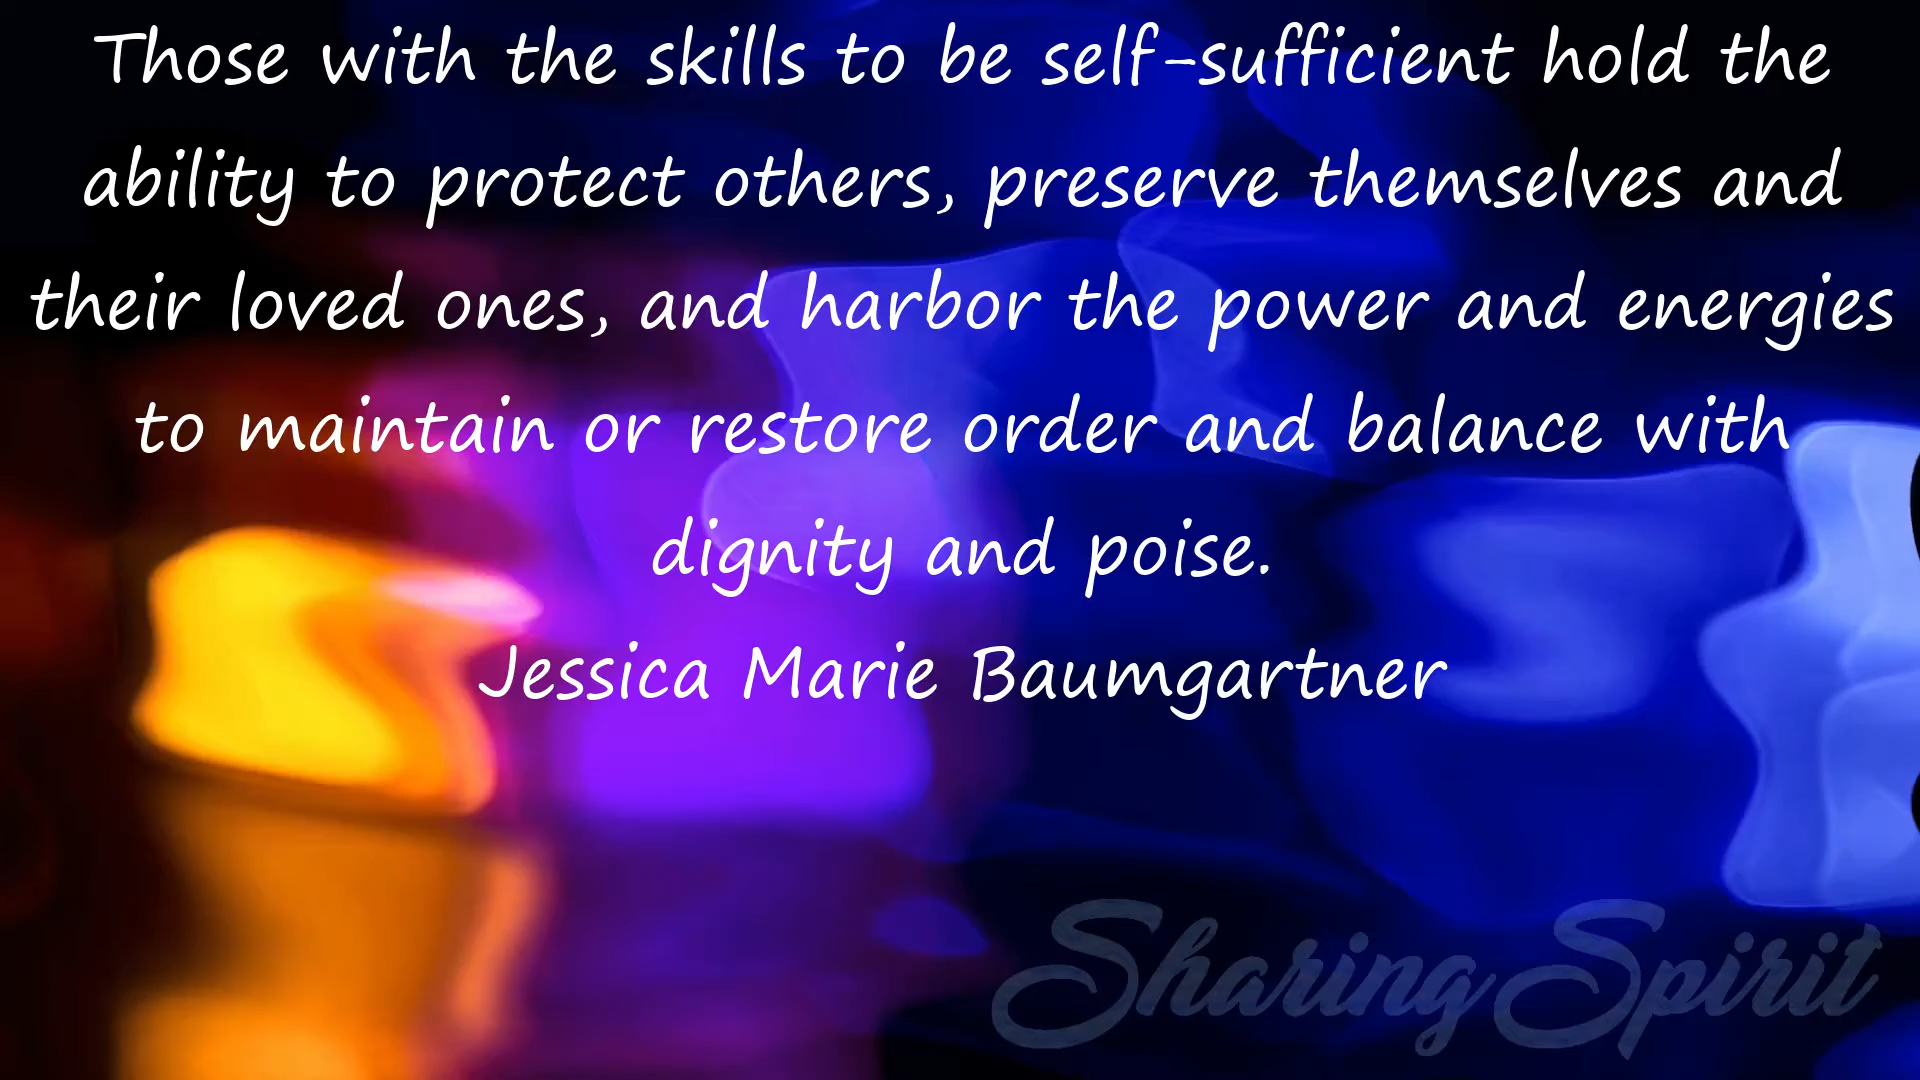 Those with the skills to be self-sufficient hold the
ability to protect others, preserve themselves and
their loved ones, and harbor the power and energies
to maintain or restore order and balance with
dignity and poise.
Jessica Marie Baumgartner
Sharing Spirit